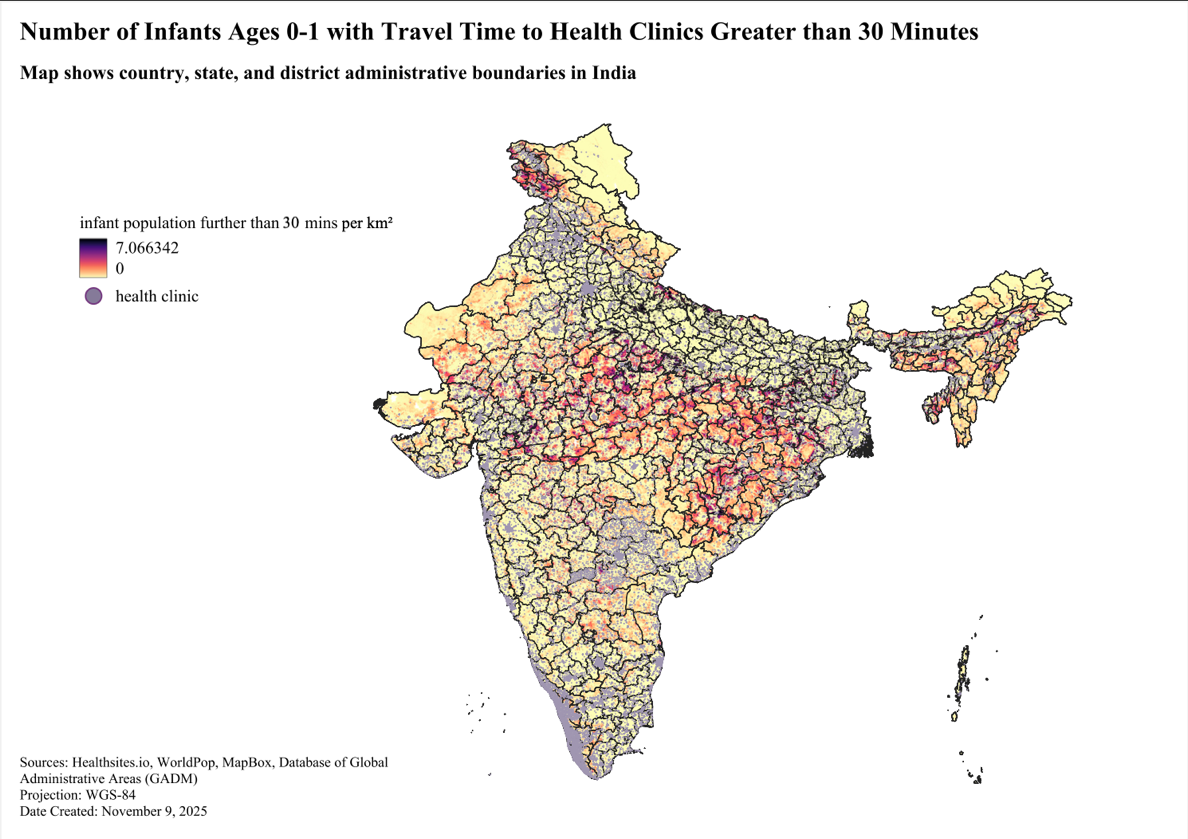 Number of Infants Ages 0-1 with Travel Time to Health Clinics Greater than 30 Minutes
Map shows country, state, and district administrative boundaries in India
infant population further than 30 mins per km²
7.066342
0
health clinic
Sources: Healthsites.io, WorldPop, MapBox, Database of Global
Administrative Areas (GADM)
Projection: WGS-84
Date Created: November 9, 2025